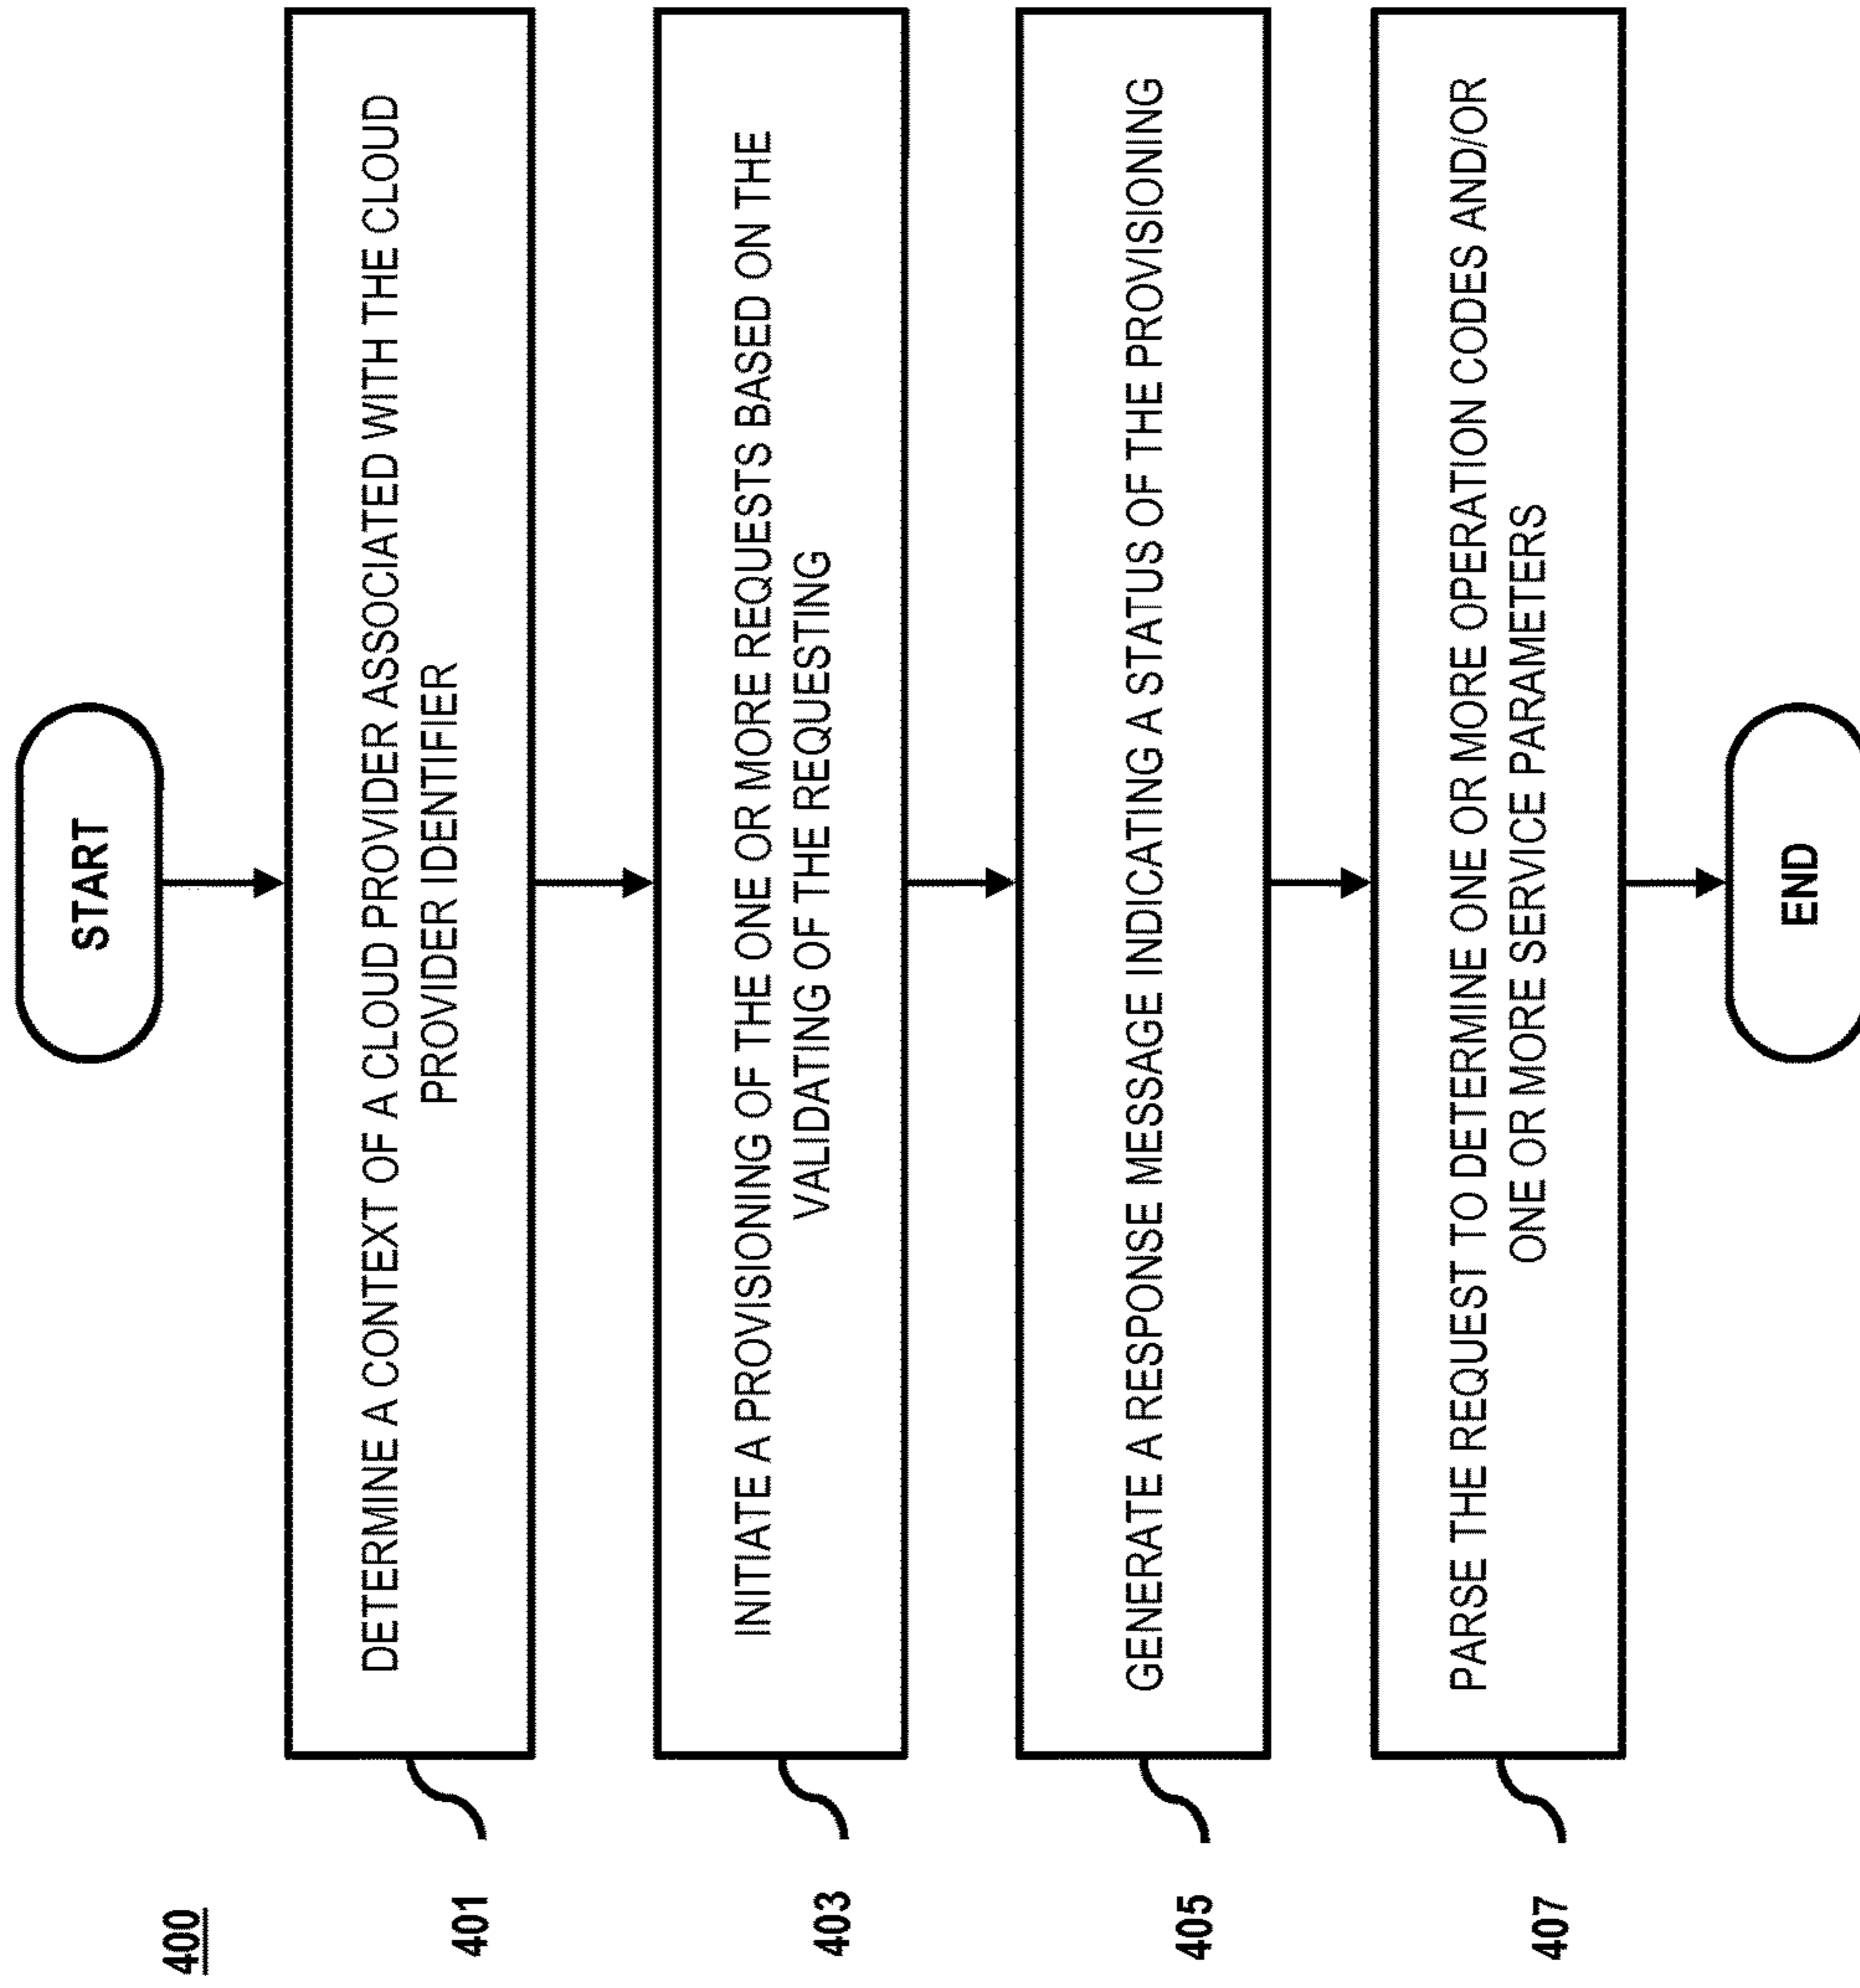 400
START
401
DETERMINE A CONTEXT OF A CLOUD PROVIDER ASSOCIATED WITH THE CLOUD
PROVIDER IDENTIFIER
403
INITIATE A PROVISIONING OF THE ONE OR MORE REQUESTS BASED ON THE
VALIDATING OF THE REQUESTING
405
GENERATE A RESPONSE MESSAGE INDICATING A STATUS OF THE PROVISIONING
407
PARSE THE REQUEST TO DETERMINE ONE OR MORE OPERATION CODES AND/OR
ONE OR MORE SERVICE PARAMETERS
END